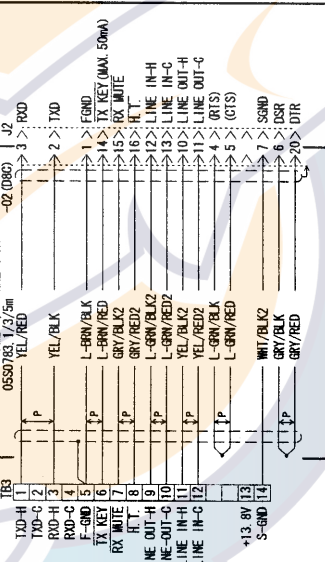 J2
-02 (D8C)
3 RXD
2 TXD
1 FGND
14 TX KEY (MAX. 50mA)
15 RX MUTE
16 H.T.
12 LINE IN-H
13 LINE IN-C
10 LINE OUT-H
11 LINE OUT-C
4 (RTS)
5 (CTS)
7 SGND
6 DSR
20 DTR
05S0783, 1/3/5m
YEL/RED
YEL/BLK
L-BRN/BLK
L-BRN/RED
GRY/BLK2
GRY/RED2
L-GRN/BLK2
L-GRN/RED2
YEL/BLK2
YEL/RED2
L-GRN/BLK
L-GRN/RED
WHT/BLK2
GRY/BLK
GRY/RED
P
P
P
P
P
P
P
TB3
TXD-H 1
TXD-C 2
RXD-H 3
RXD-C 4
F-GND 5
TX KEY 6
RX MUTE 7
H.T. 8
NE-OUT-H 9
NE-OUT-C 10
LINE IN-H 11
LINE IN-C 12
+13.8V 13
S-GND 14